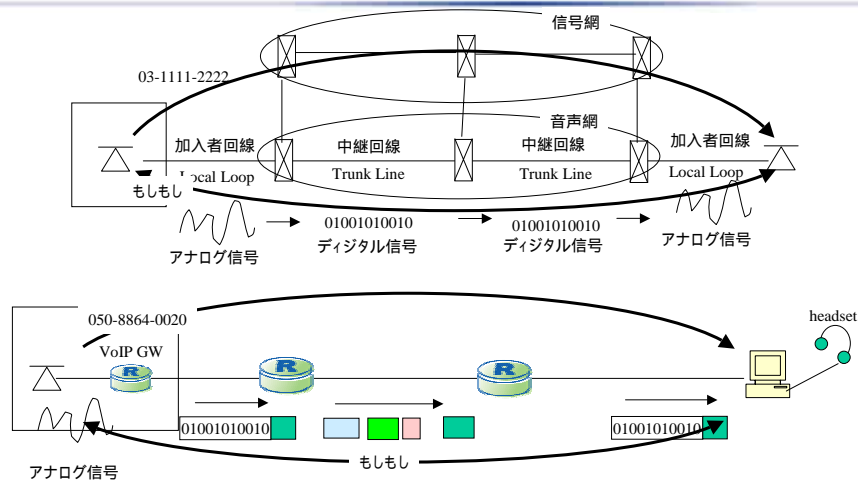 信号網
03-1111-2222
音声網
加入者回線
中継回線
中継回線
加入者回線
Local Loop
Trunk Line
Trunk Line
Local Loop
もしもし
01001010010
01001010010
ディジタル信号
ディジタル信号
アナログ信号
アナログ信号
050-8864-0020
headset
VoIP GW
R
R
R
01001010010
01001010010
もしもし
アナログ信号